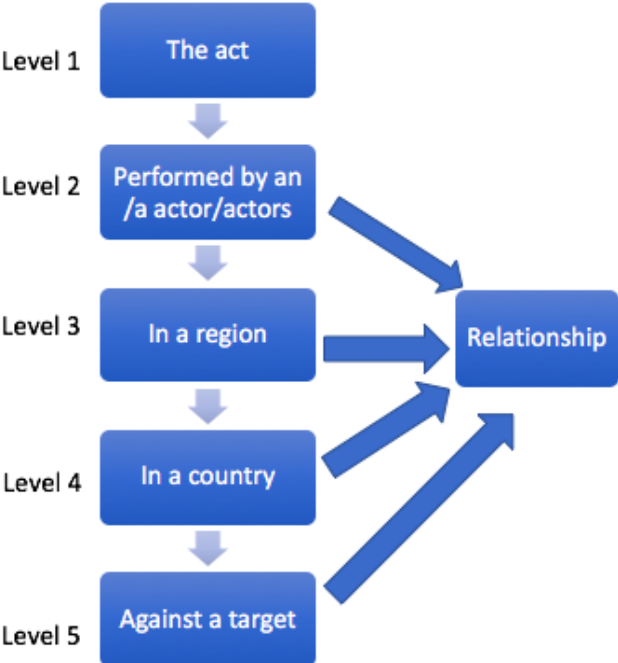 Level 1
The act
Level 2
Performed by an
/a actor/actors
Level 3
In a region
Relationship
Level 4
In a country
Level 5
Against a target